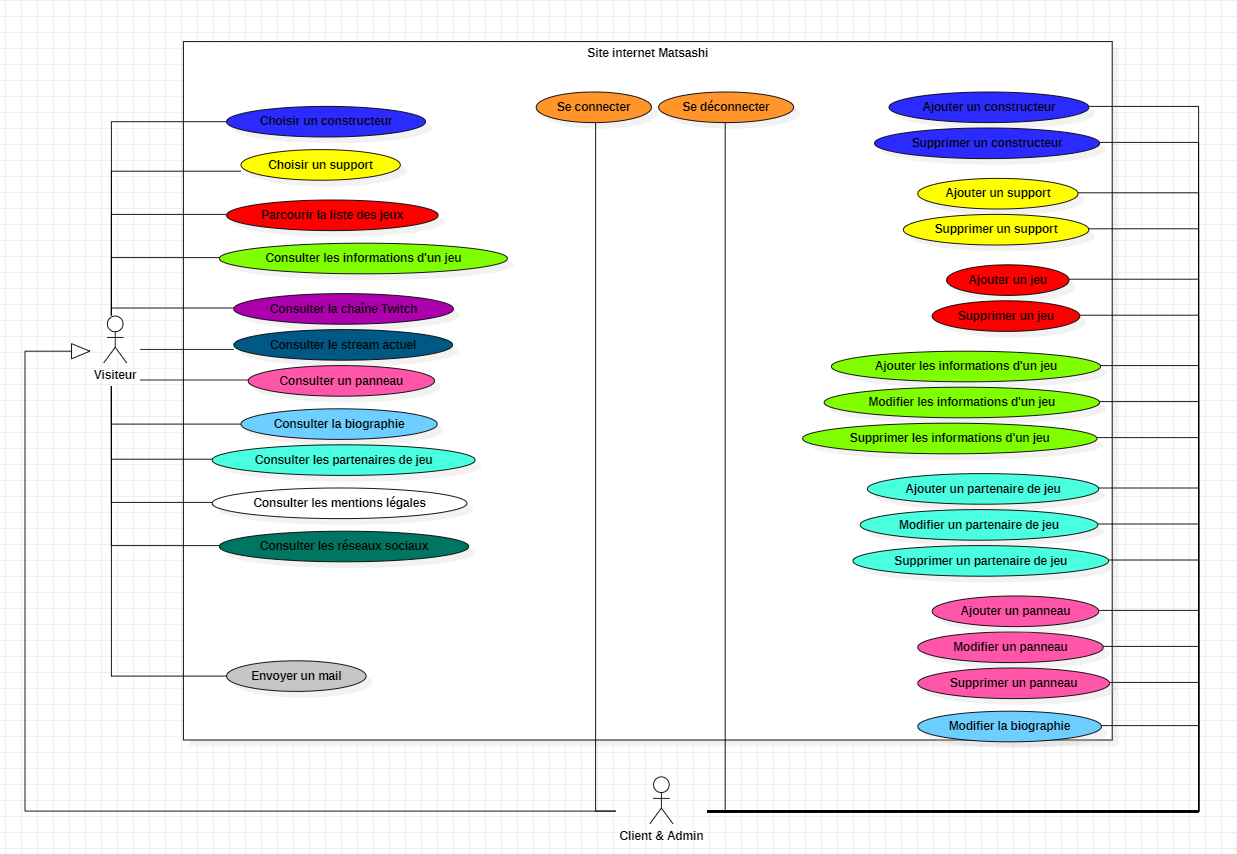 Site internet Matsashi
Choisir un constructeur
Choisir un support
Parcourir la liste des jeux
Consulter les informations d'un jeu
Consulter la chaîne Twitch
Consulter le stream actuel
Consulter un panneau
Consulter la biographie
Consulter les partenaires de jeu
Consulter les mentions légales
Consulter les réseaux sociaux
Envoyer un mail
Visiteur
Se connecter
Se déconnecter
Ajouter un constructeur
Supprimer un constructeur
Ajouter un support
Supprimer un support
Ajouter un jeu
Supprimer un jeu
Ajouter les informations d'un jeu
Modifier les informations d'un jeu
Supprimer les informations d'un jeu
Ajouter un partenaire de jeu
Modifier un partenaire de jeu
Supprimer un partenaire de jeu
Ajouter un panneau
Modifier un panneau
Supprimer un panneau
Modifier la biographie
Client & Admin